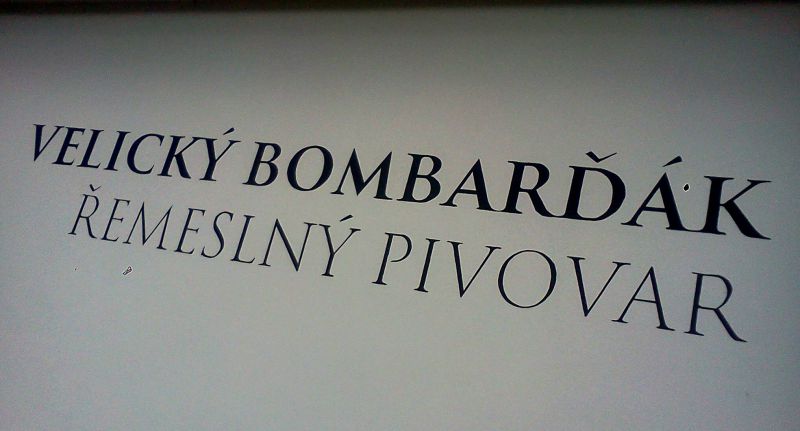 VELICKÝ BOMBARĎÁK
ŘEMESLNÝ PIVOVAR